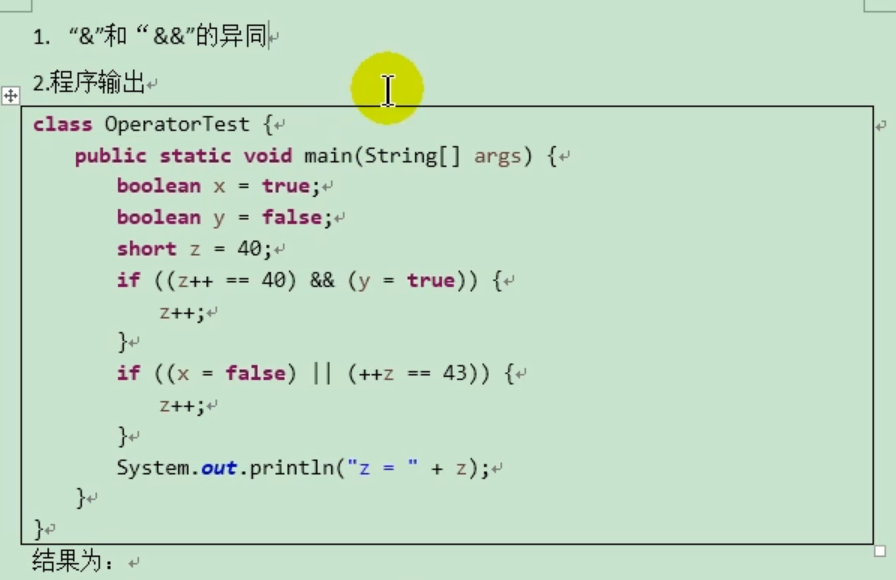 1. “&”和“&&”的异同
2.程序输出
class OperatorTest {
    public static void main(String[] args) {
        boolean x = true;
        boolean y = false;
        short z = 40;
        if ((z++ == 40) && (y = true)) {
            z++;
        }
        if ((x = false) || (++z == 43)) {
            z++;
        }
        System.out.println("z = " + z);
    }
}
结果为：